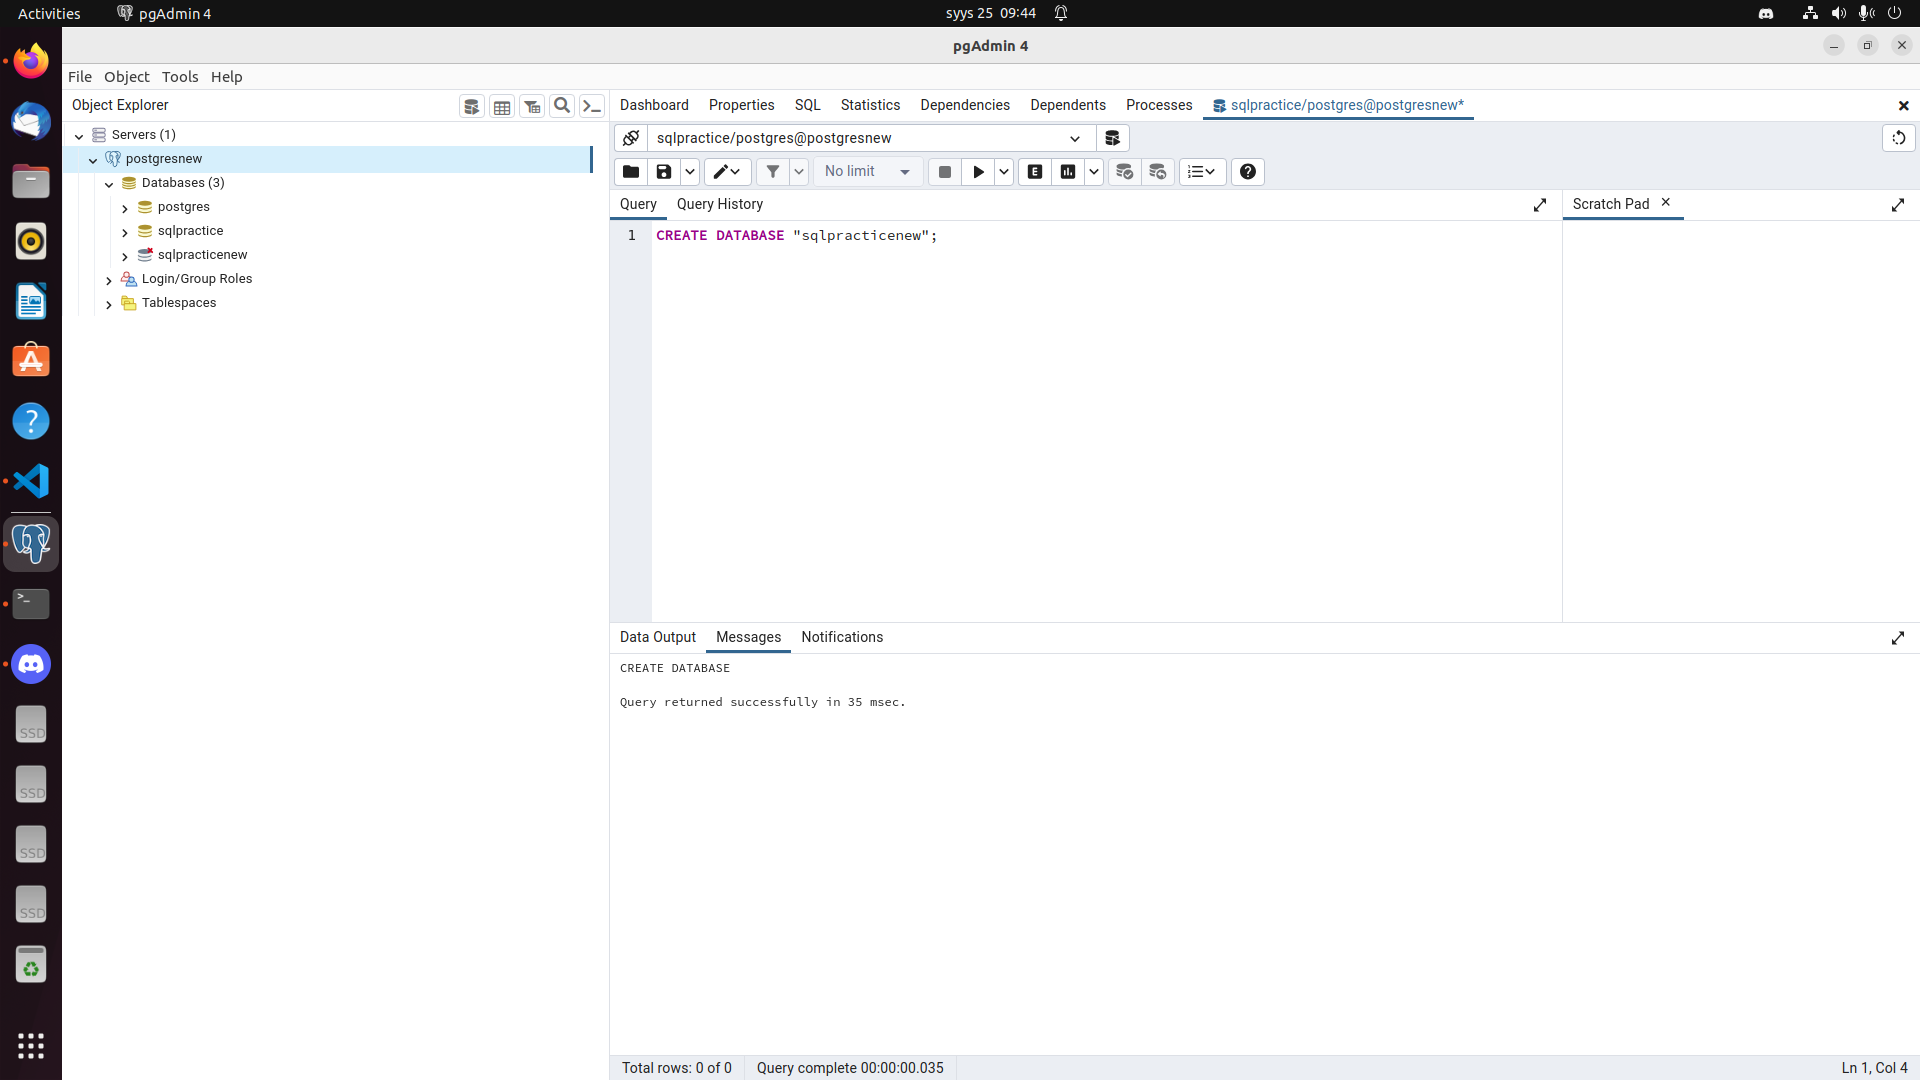 Activities
pgAdmin 4
syys 25 09:44
pgAdmin 4
File Object Tools Help
Object Explorer
Servers (1)
postgresnew
Databases (3)
postgres
sqlpractice
sqlpracticenew
Login/Group Roles
Tablespaces
Dashboard Properties SQL Statistics Dependencies Dependents Processes sqlpractice/postgres@postgresnew*
sqlpractice/postgres@postgresnew
No limit
E
Query Query History
Scratch Pad
1 CREATE DATABASE "sqlpracticenew";
Data Output Messages Notifications
CREATE DATABASE
Query returned successfully in 35 msec.
Total rows: 0 of 0
Query complete 00:00:00.035
Ln 1, Col 4
SSD
SSD
SSD
SSD